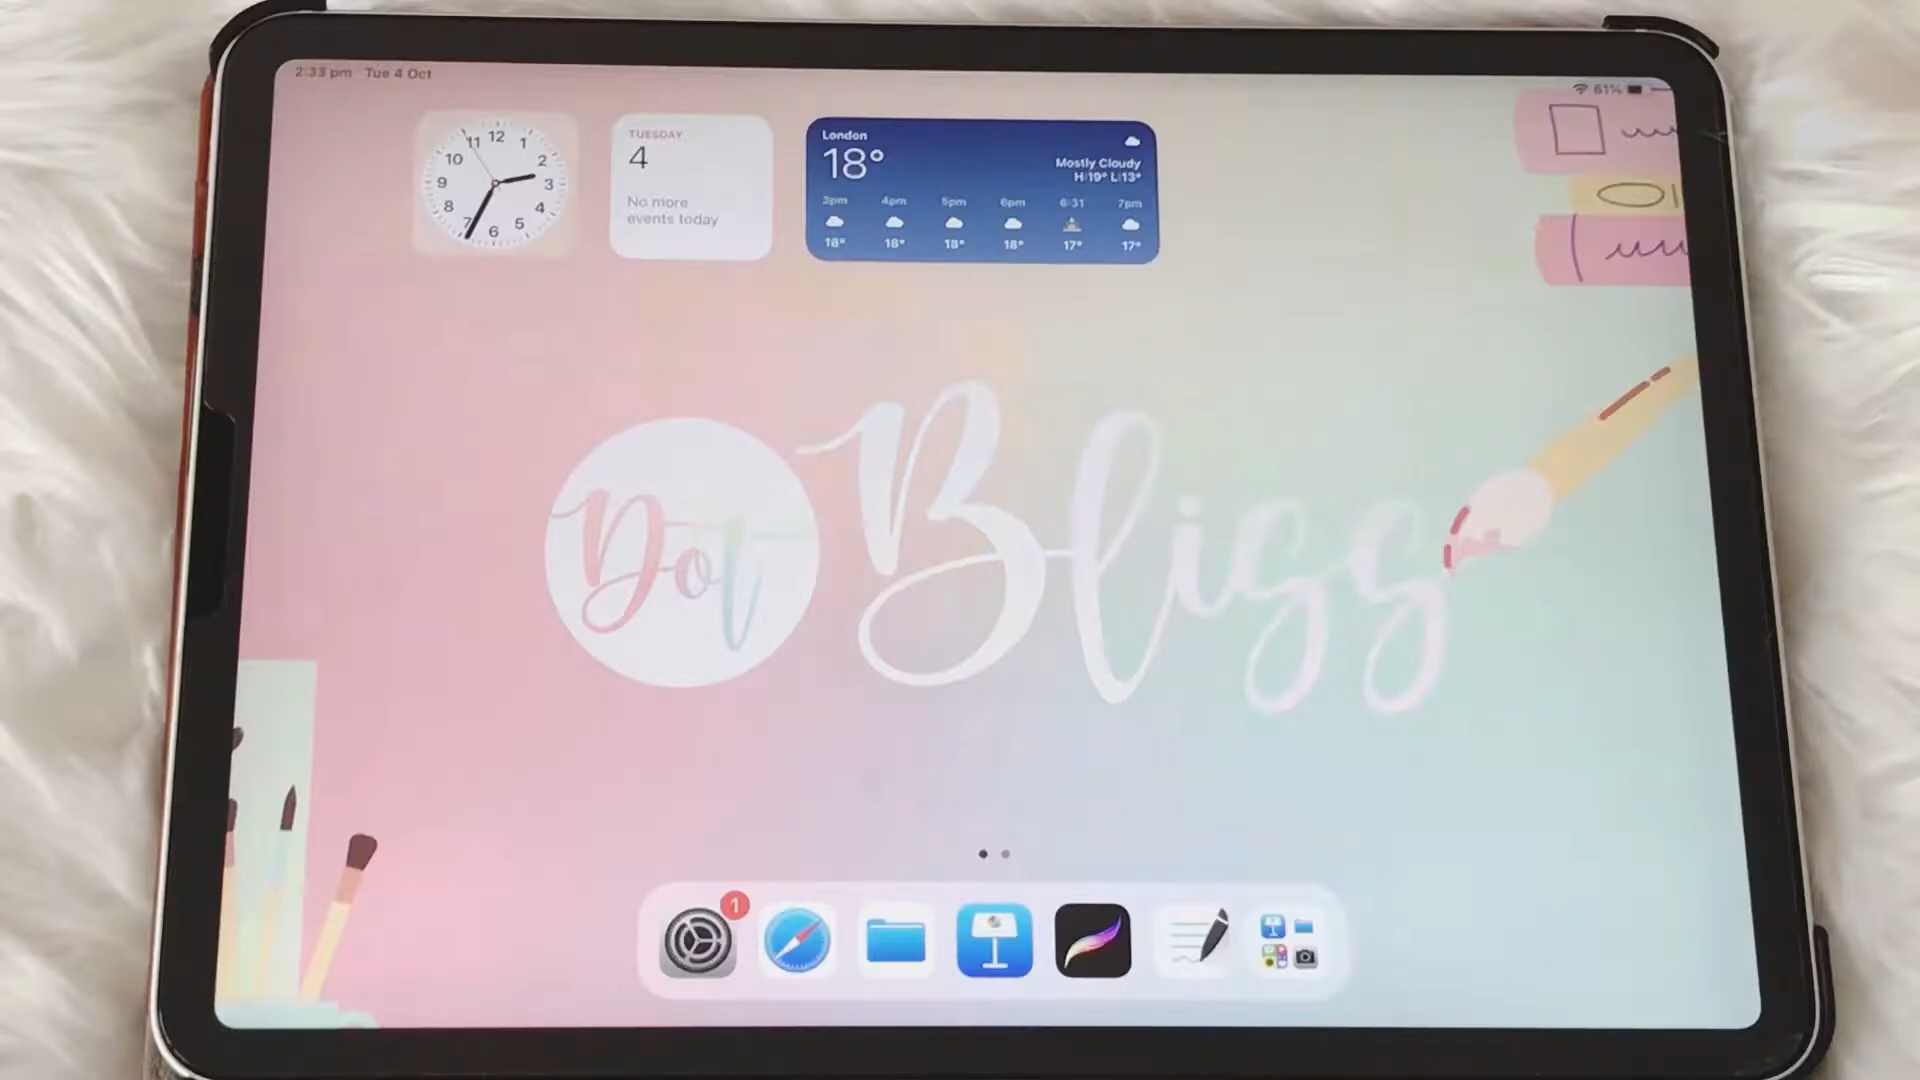 2:33 pm Tue 4 Oct
61%
11 12 1
10 2
9 3
8 4
7 6 5
TUESDAY
4
No more
events today
London
18°
Mostly Cloudy
H:19° L:13°
3pm 4pm 5pm 6pm 6:31 7pm
18° 18° 18° 18° 17° 17°
Dot Bliss
1